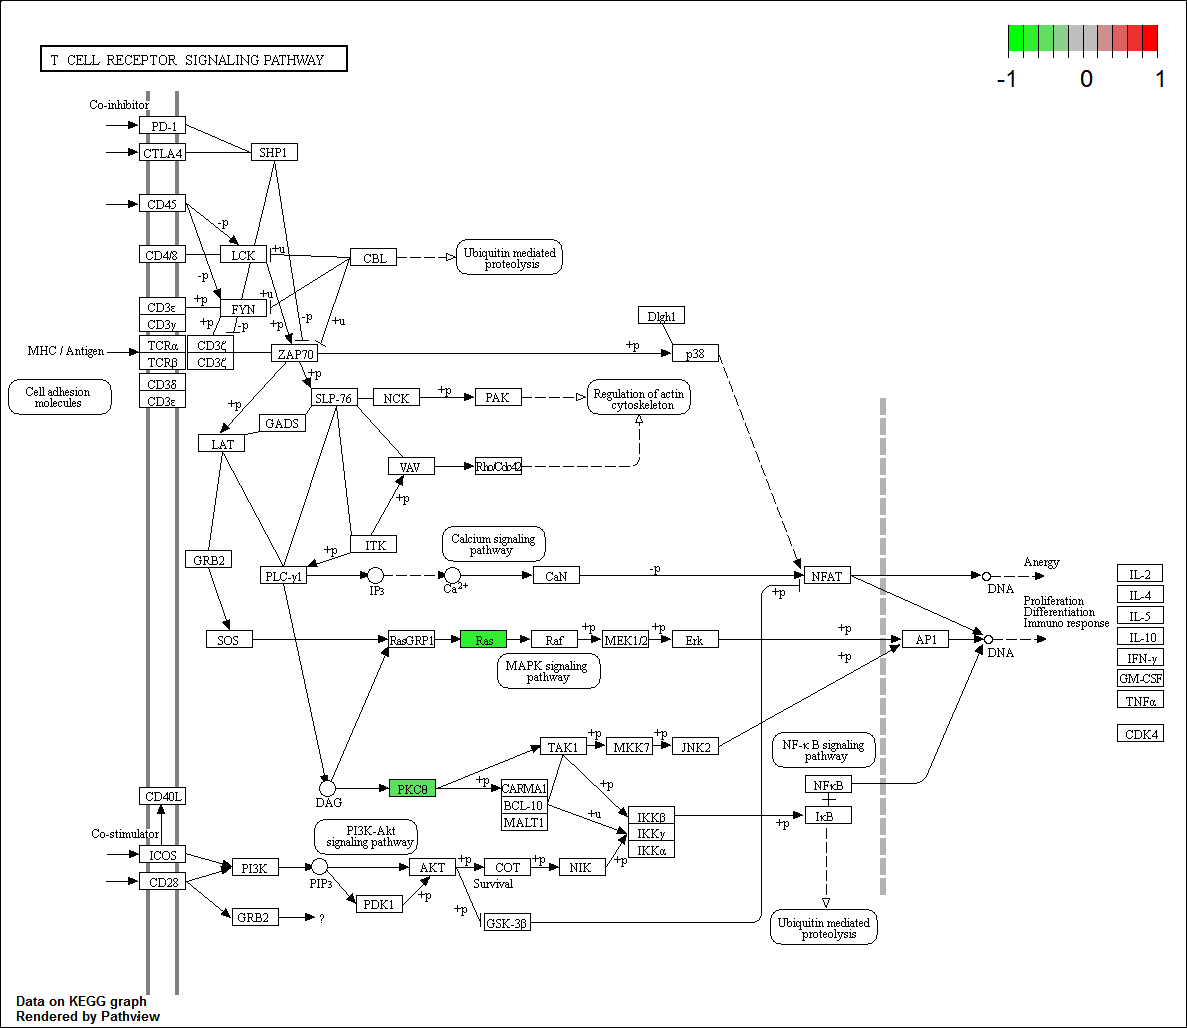 T CELL RECEPTOR SIGNALING PATHWAY
-1 0 1
Co-inhibitor
PD-1
CTLA4
SHP1
CD45
-p
CD4/8
LCK
+u
CBL
Ubiquitin mediated
proteolysis
-p
CD3ε
+p
FYN
+u
CD3γ
+p
-p
+p
-p
+u
Dlgh1
MHC / Antigen
TCRα
CD3ζ
ZAP70
+p
p38
TCRβ
CD3ζ
Cell adhesion
molecules
CD3δ
CD3ε
+p
+p
SLP-76
NCK
+p
PAK
Regulation of actin
cytoskeleton
GADS
LAT
VAV
Rho/Cdc42
+p
GRB2
+p
ITK
Calcium signaling
pathway
PLC-γ1
IP3
Ca2+
CaN
-p
NFAT
+p
DNA
Anergy
Proliferation
Differentiation
Immuno response
IL-2
IL-4
IL-5
IL-10
IFN-γ
GM-CSF
TNFα
CDK4
SOS
RasGRP1
Ras
Raf
+p
MEK1/2
+p
Erk
+p
AP1
DNA
+p
MAPK signaling
pathway
TAK1
+p
MKK7
+p
JNK2
NF-κB signaling
pathway
DAG
PKCθ
+p
CARMA1
BCL-10
MALT1
+p
+u
IKKβ
IKKγ
IKKα
+p
NFκB
IκB
CD40L
Co-stimulator
PI3K-Akt
signaling pathway
ICOS
CD28
PI3K
PIP3
AKT
+p
COT
+p
NIK
+p
Survival
PDK1
+p
+p
GSK-3β
GRB2
?
Ubiquitin mediated
proteolysis
Data on KEGG graph
Rendered by Pathview